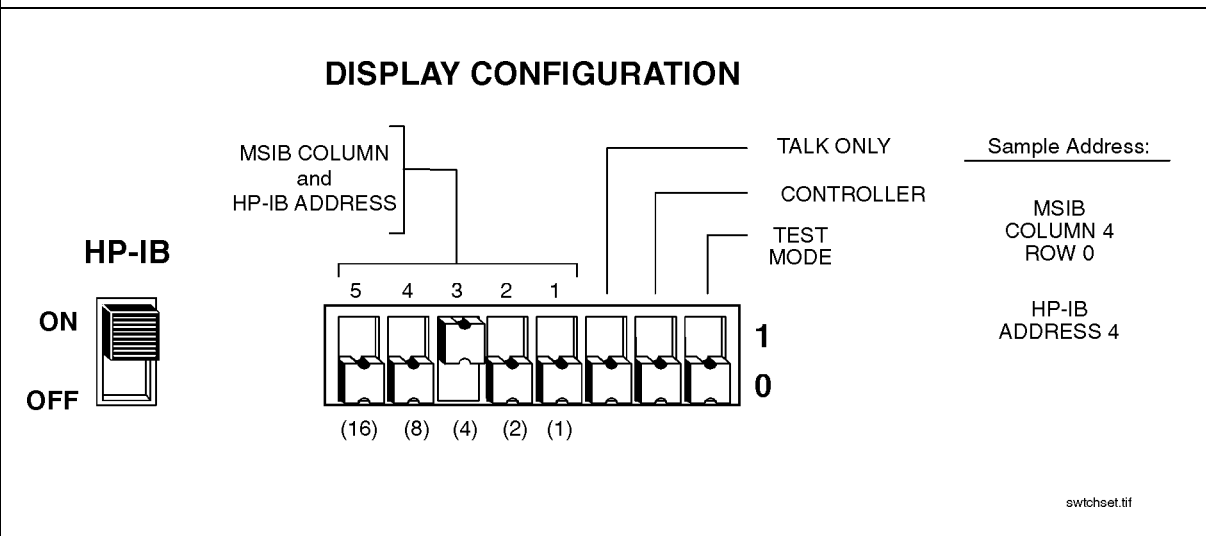 DISPLAY CONFIGURATION
MSIB COLUMN
and
HP-IB ADDRESS
TALK ONLY
CONTROLLER
TEST
MODE
Sample Address:
MSIB
COLUMN 4
ROW 0
HP-IB
ADDRESS 4
HP-IB
ON
OFF
5 4 3 2 1
1
0
(16) (8) (4) (2) (1)
swtchset.tif